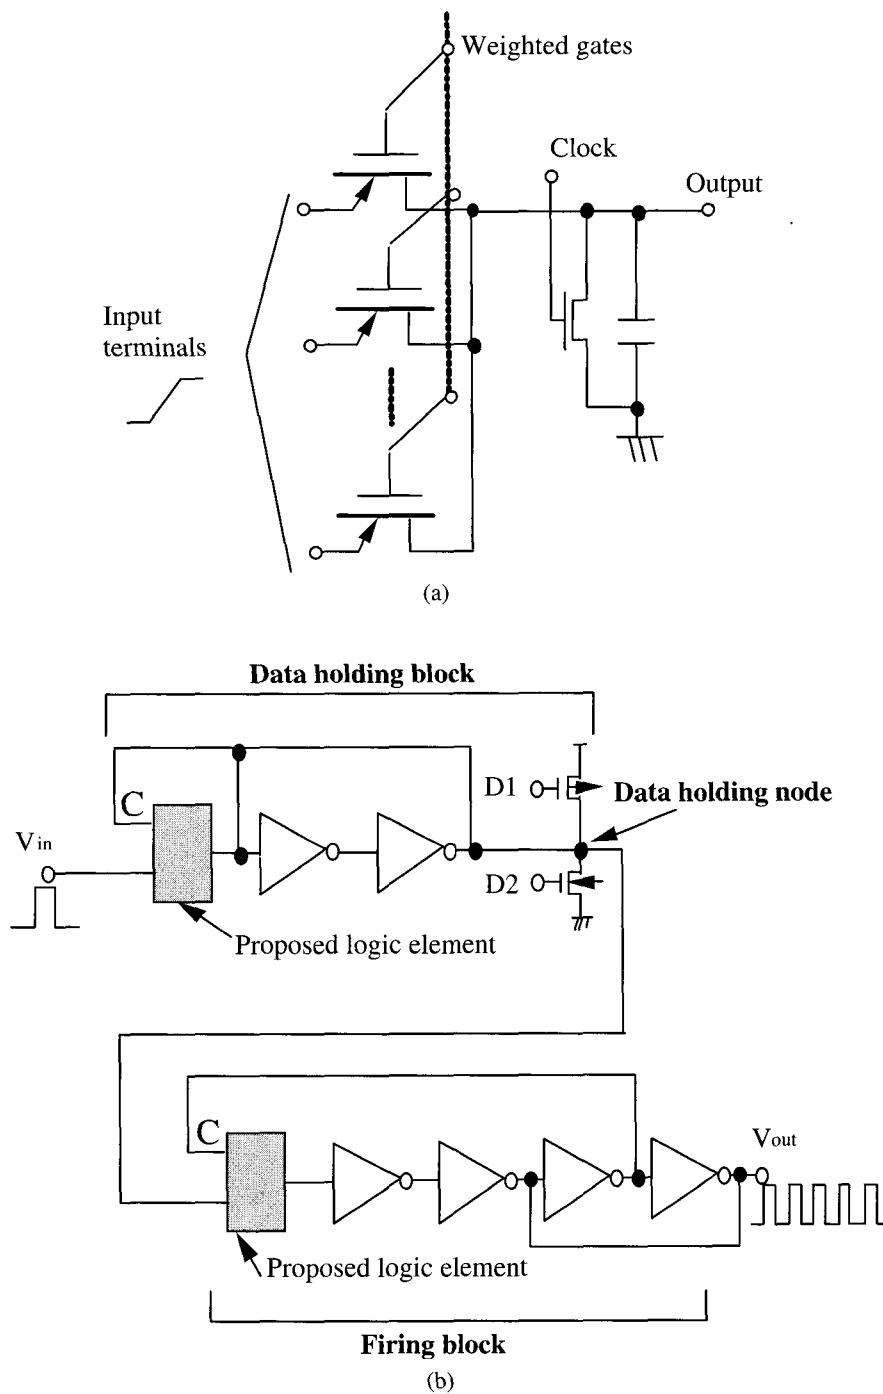 Weighted gates
Clock
Output
Input
terminals
(a)
Data holding block
D1
Data holding node
C
Vin
D2
Proposed logic element
C
Vout
Proposed logic element
Firing block
(b)